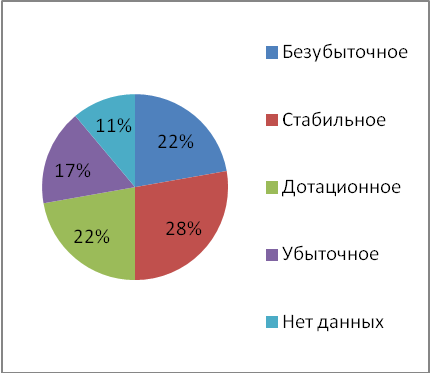 Безубыточное
Стабильное
Дотационное
Убыточное
Нет данных
22%
28%
22%
17%
11%